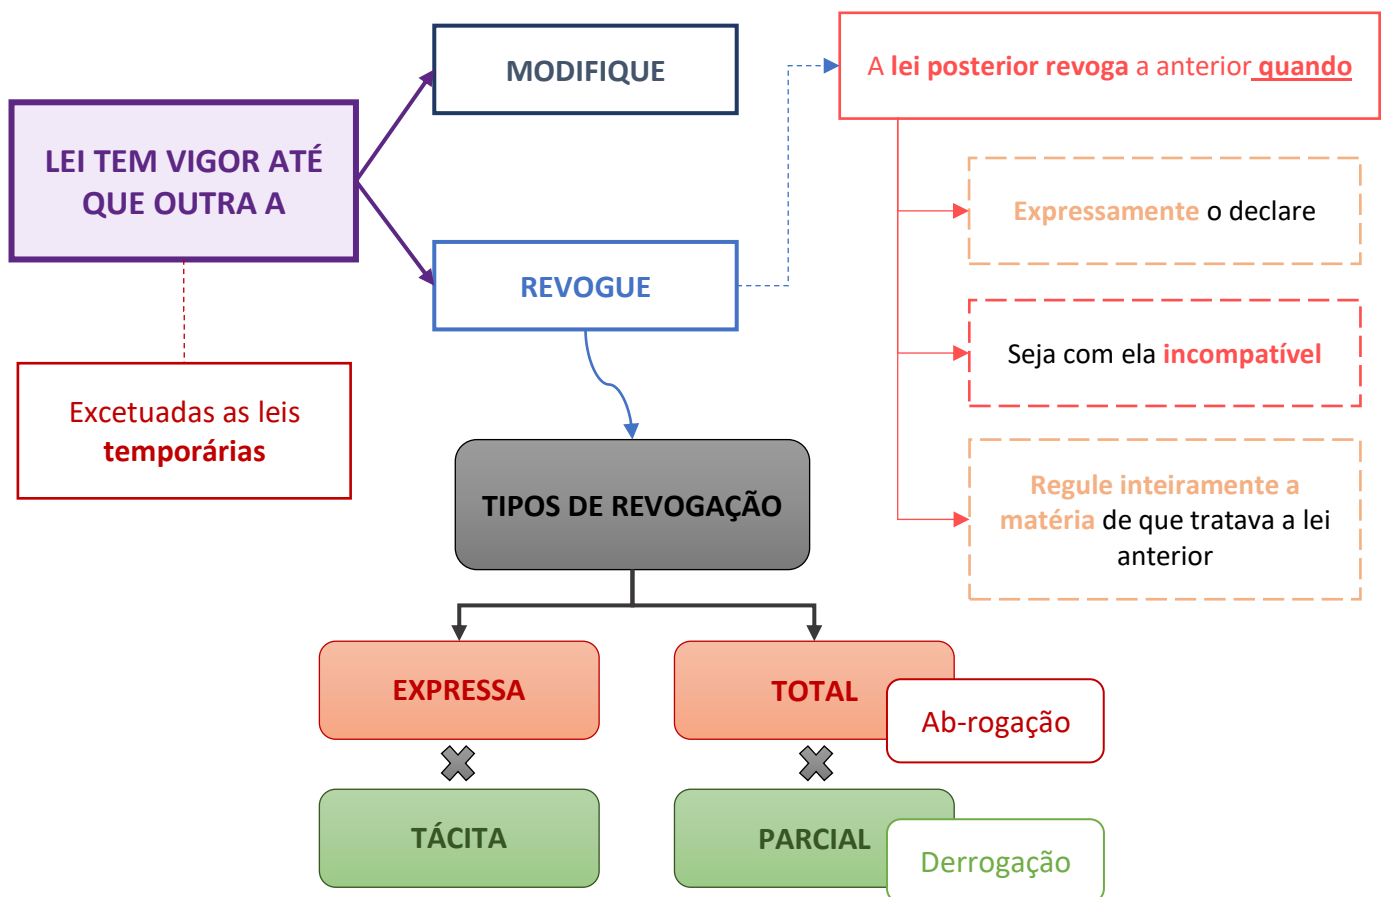 MODIFIQUE
A lei posterior revoga a anterior quando
LEI TEM VIGOR ATÉ
QUE OUTRA A
Expressamente o declare
REVOGUE
Seja com ela incompatível
Excetuadas as leis
temporárias
Regule inteiramente a
matéria de que tratava a lei
anterior
TIPOS DE REVOGAÇÃO
EXPRESSA
TOTAL
Ab-rogação
TÁCITA
PARCIAL
Derrogação